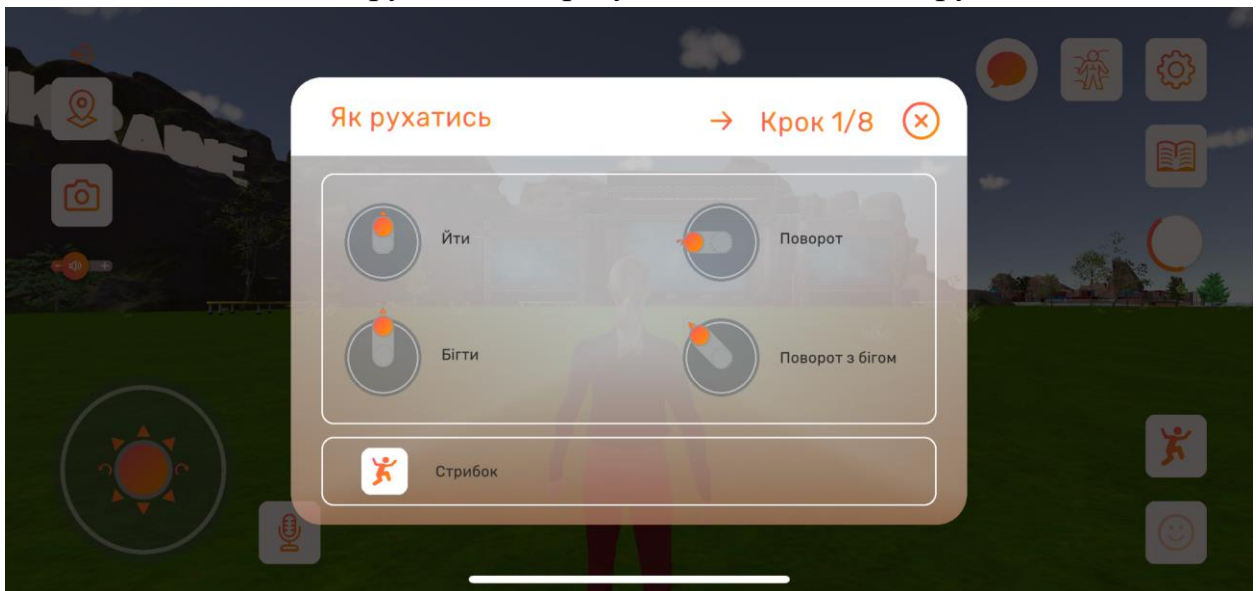 Як рухатись → Крок 1/8
Йти
Поворот
Бігти
Поворот з бігом
Стрибок